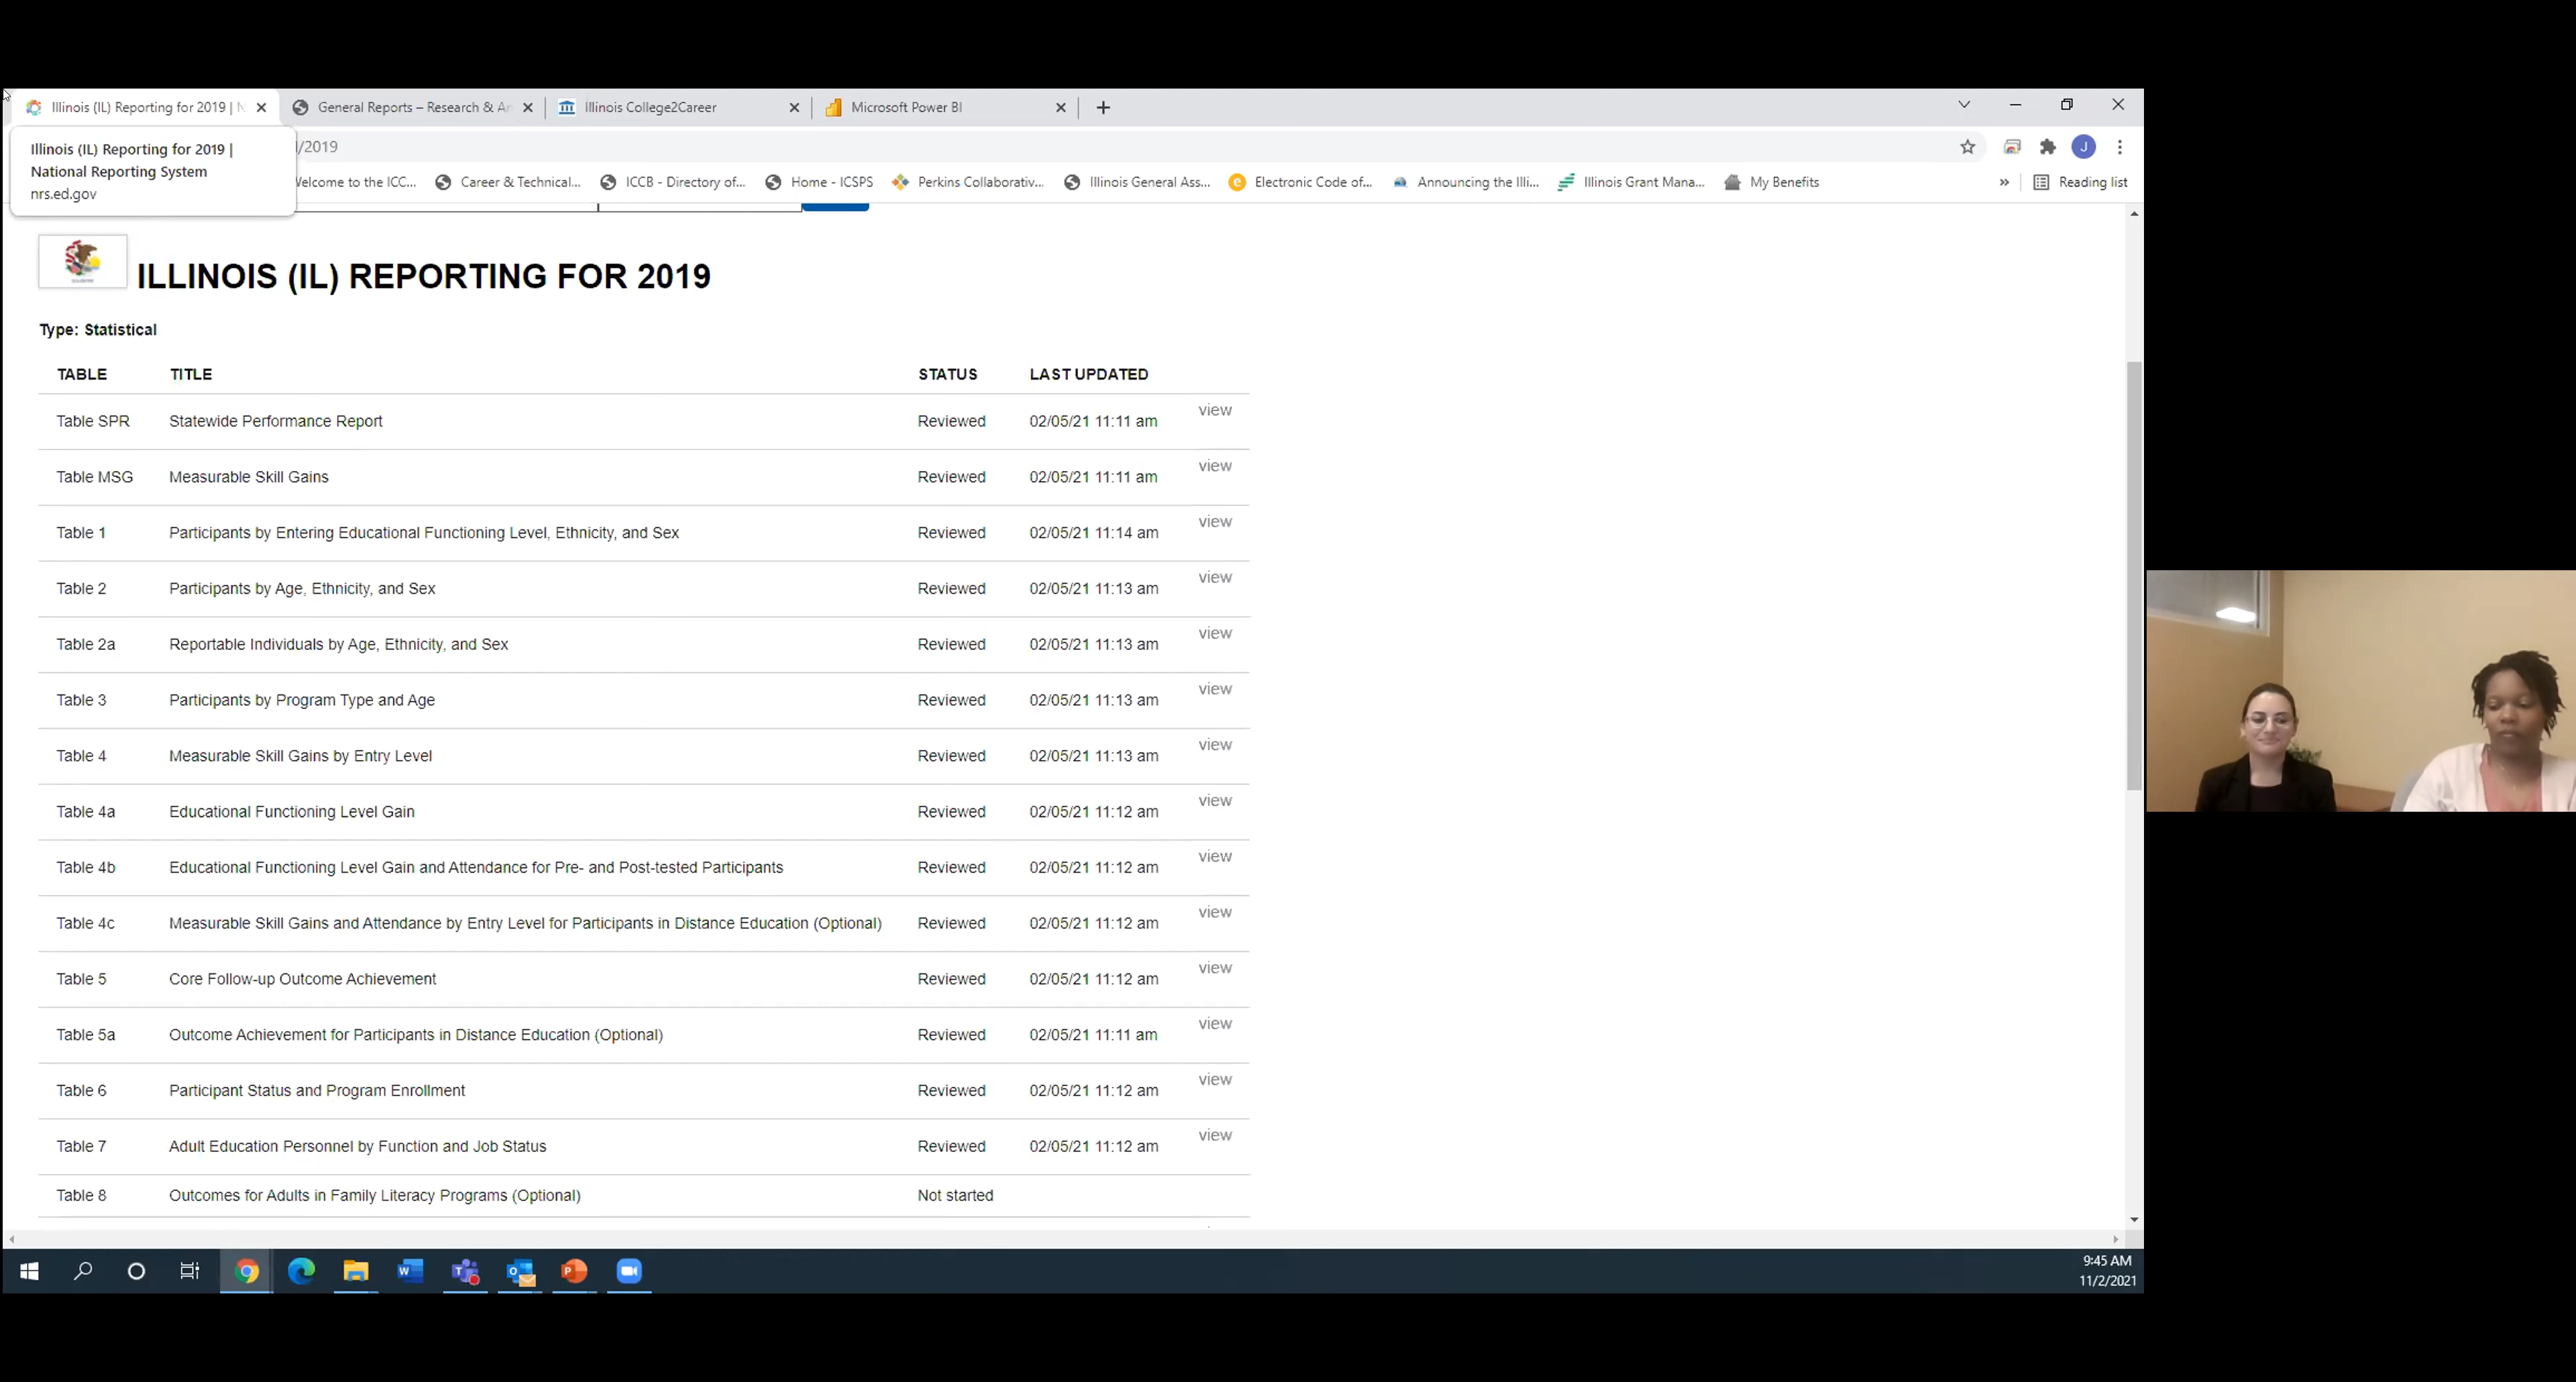 Illinois (IL) Reporting for 2019 | N
General Reports – Research & An
Illinois College2Career
Microsoft Power BI
Illinois (IL) Reporting for 2019 |
National Reporting System
nrs.ed.gov
/2019
J
Welcome to the ICC...
Career & Technical...
ICCB - Directory of...
Home - ICSPS
Perkins Collaborativ...
Illinois General Ass...
Electronic Code of...
Announcing the Illi...
Illinois Grant Mana...
My Benefits
»
Reading list
ILLINOIS (IL) REPORTING FOR 2019
Type: Statistical
TABLE TITLE STATUS LAST UPDATED
Table SPR Statewide Performance Report Reviewed 02/05/21 11:11 am view
Table MSG Measurable Skill Gains Reviewed 02/05/21 11:11 am view
Table 1 Participants by Entering Educational Functioning Level, Ethnicity, and Sex Reviewed 02/05/21 11:14 am view
Table 2 Participants by Age, Ethnicity, and Sex Reviewed 02/05/21 11:13 am view
Table 2a Reportable Individuals by Age, Ethnicity, and Sex Reviewed 02/05/21 11:13 am view
Table 3 Participants by Program Type and Age Reviewed 02/05/21 11:13 am view
Table 4 Measurable Skill Gains by Entry Level Reviewed 02/05/21 11:13 am view
Table 4a Educational Functioning Level Gain Reviewed 02/05/21 11:12 am view
Table 4b Educational Functioning Level Gain and Attendance for Pre- and Post-tested Participants Reviewed 02/05/21 11:12 am view
Table 4c Measurable Skill Gains and Attendance by Entry Level for Participants in Distance Education (Optional) Reviewed 02/05/21 11:12 am view
Table 5 Core Follow-up Outcome Achievement Reviewed 02/05/21 11:12 am view
Table 5a Outcome Achievement for Participants in Distance Education (Optional) Reviewed 02/05/21 11:11 am view
Table 6 Participant Status and Program Enrollment Reviewed 02/05/21 11:12 am view
Table 7 Adult Education Personnel by Function and Job Status Reviewed 02/05/21 11:12 am view
Table 8 Outcomes for Adults in Family Literacy Programs (Optional) Not started
9:45 AM
11/2/2021